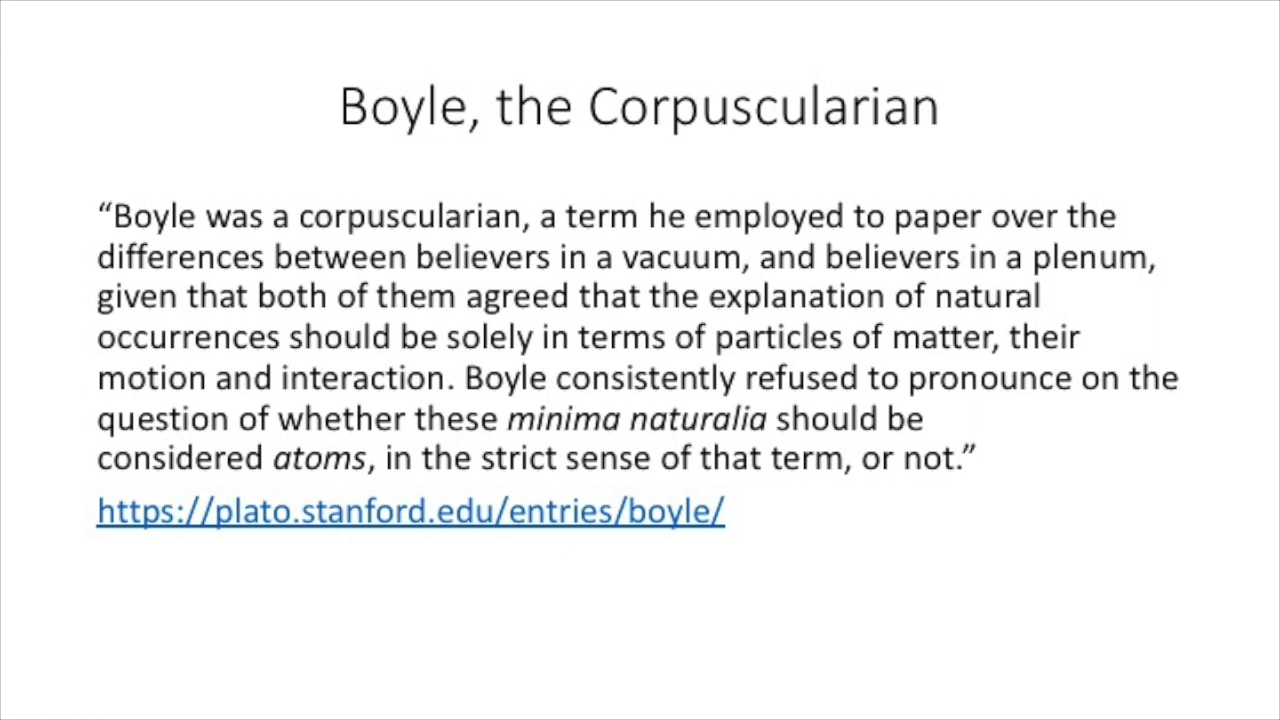 Boyle, the Corpuscularian
“Boyle was a corpuscularian, a term he employed to paper over the
differences between believers in a vacuum, and believers in a plenum,
given that both of them agreed that the explanation of natural
occurrences should be solely in terms of particles of matter, their
motion and interaction. Boyle consistently refused to pronounce on the
question of whether these minima naturalia should be
considered atoms, in the strict sense of that term, or not.”
https://plato.stanford.edu/entries/boyle/